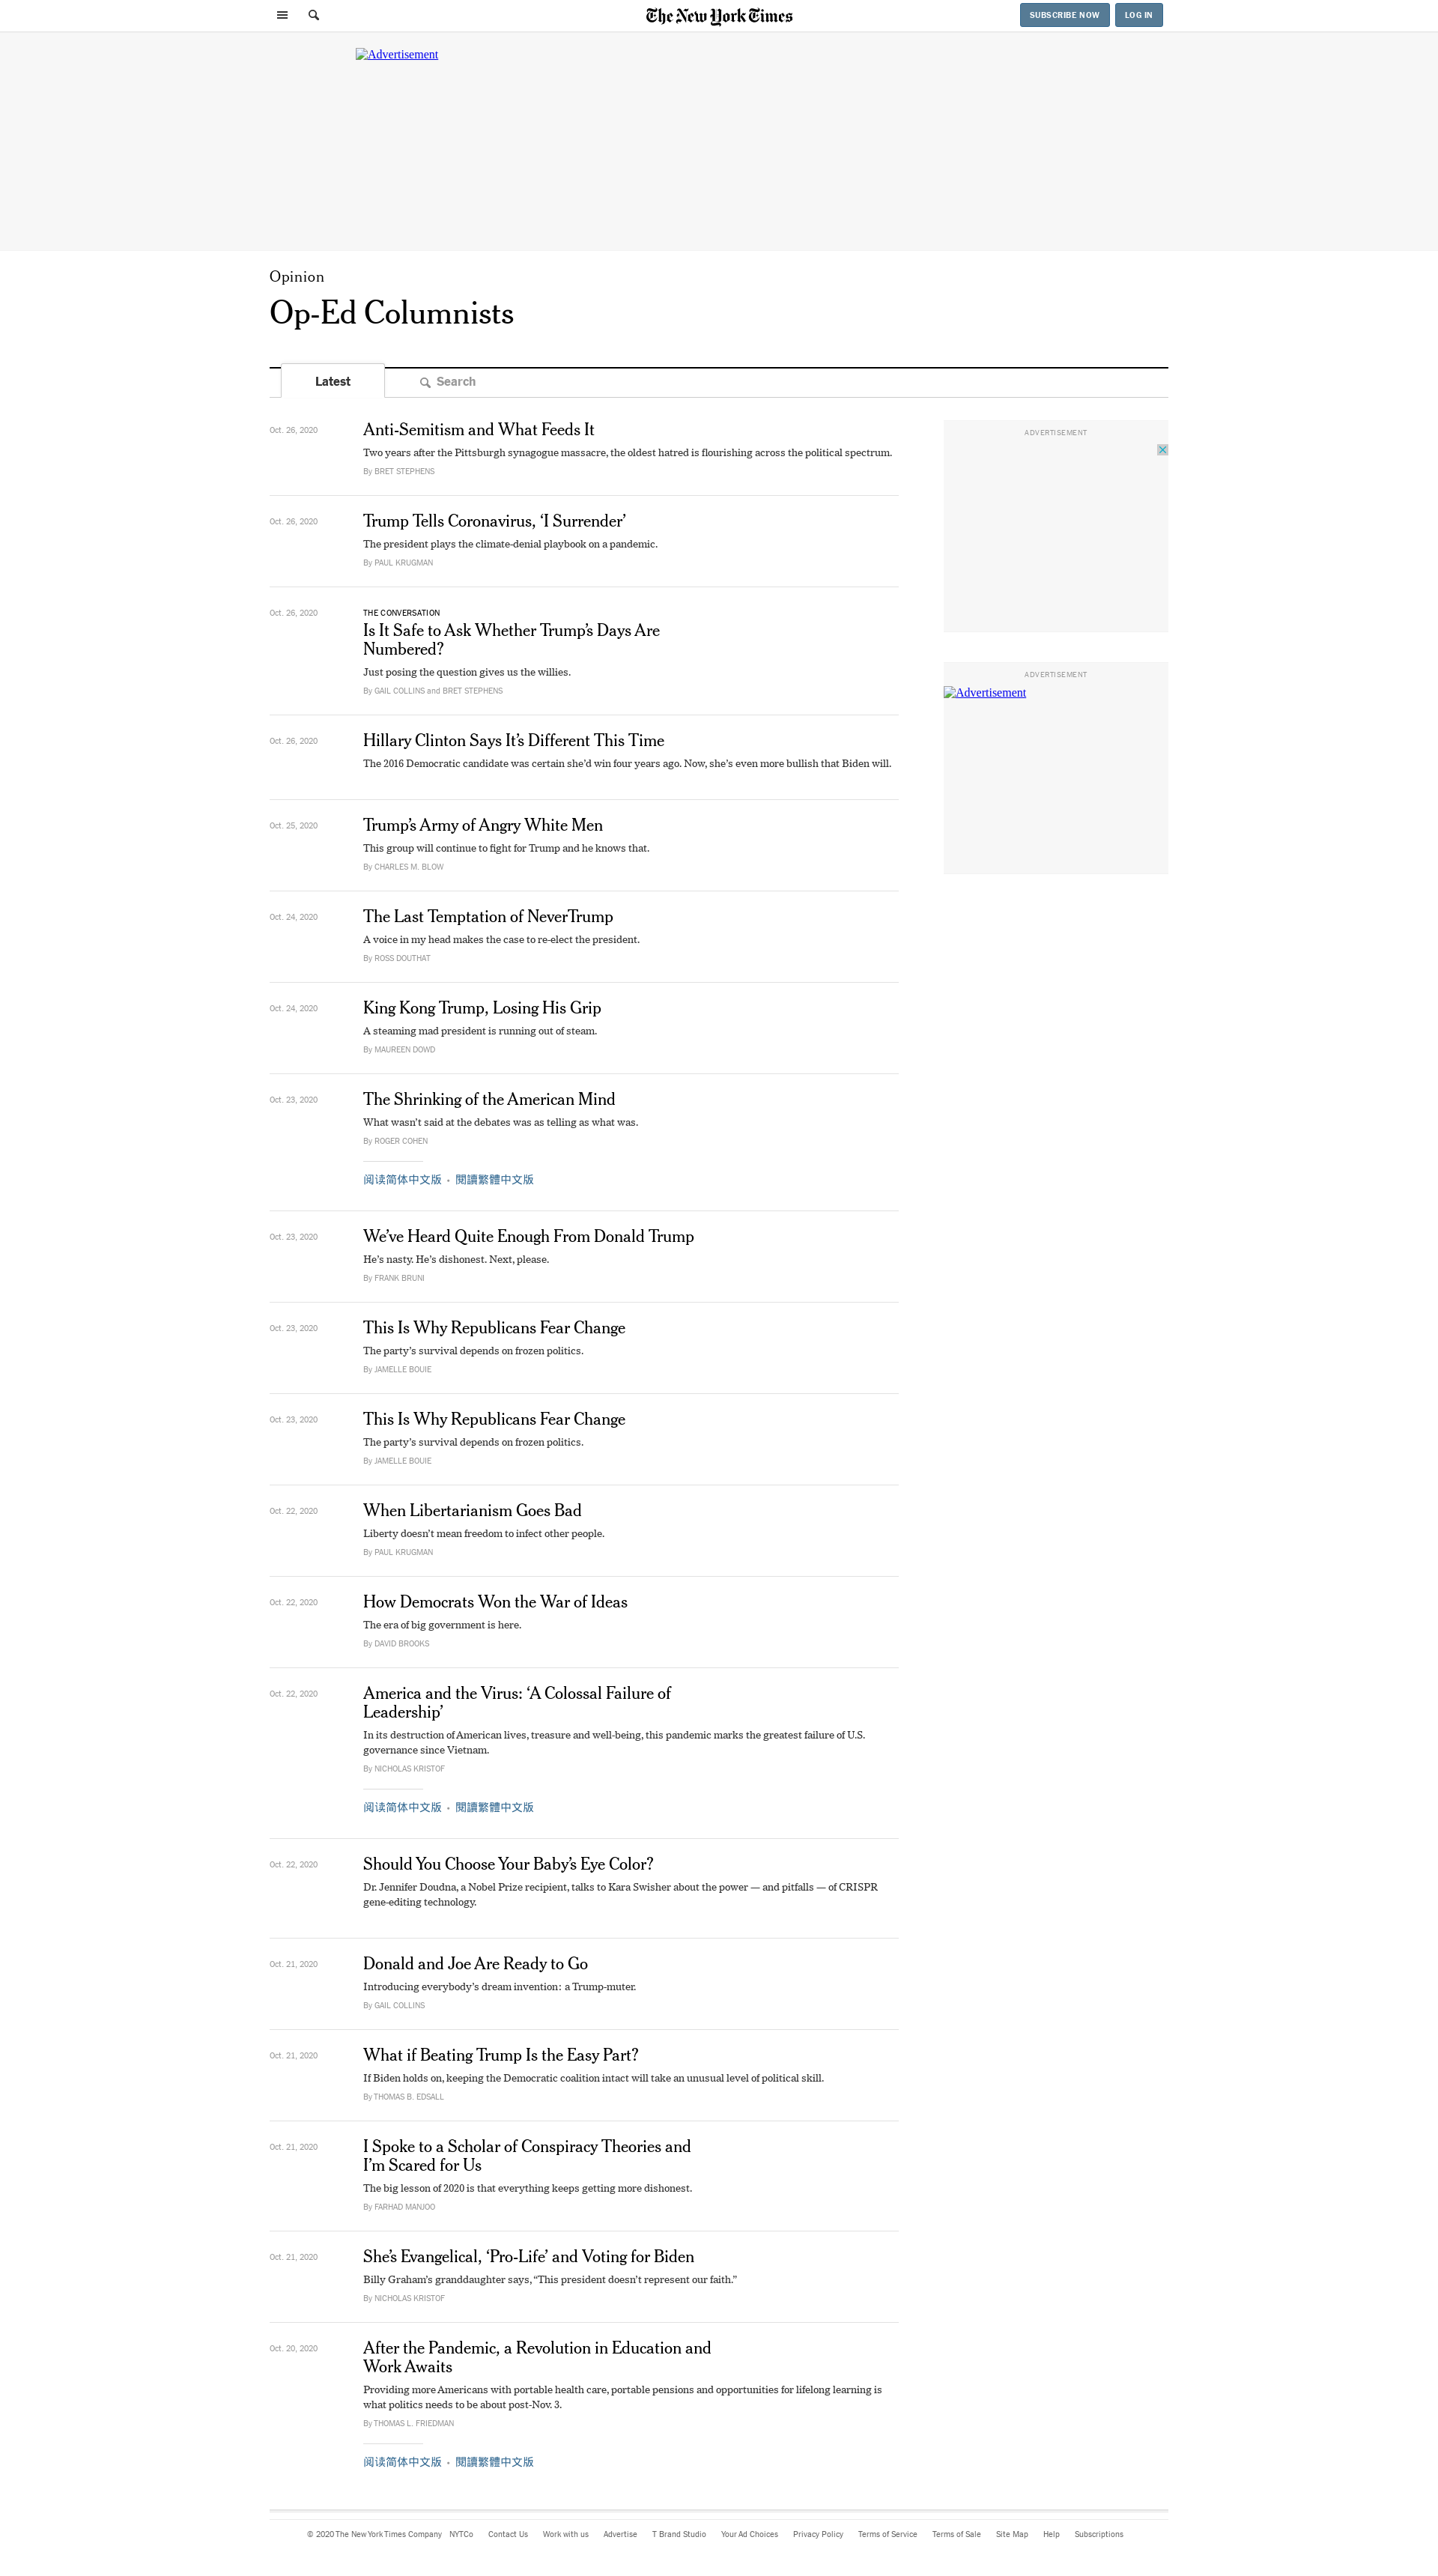 The New York Times
SUBSCRIBE NOW
LOG IN
Advertisement
Opinion
Op-Ed Columnists
Latest
Search
Oct. 26, 2020
Anti-Semitism and What Feeds It
Two years after the Pittsburgh synagogue massacre, the oldest hatred is flourishing across the political spectrum.
By BRET STEPHENS
ADVERTISEMENT
Oct. 26, 2020
Trump Tells Coronavirus, ‘I Surrender’
The president plays the climate-denial playbook on a pandemic.
By PAUL KRUGMAN
Oct. 26, 2020
THE CONVERSATION
Is It Safe to Ask Whether Trump’s Days Are
Numbered?
Just posing the question gives us the willies.
By GAIL COLLINS and BRET STEPHENS
ADVERTISEMENT
Advertisement
Oct. 26, 2020
Hillary Clinton Says It’s Different This Time
The 2016 Democratic candidate was certain she’d win four years ago. Now, she’s even more bullish that Biden will.
Oct. 25, 2020
Trump’s Army of Angry White Men
This group will continue to fight for Trump and he knows that.
By CHARLES M. BLOW
Oct. 24, 2020
The Last Temptation of NeverTrump
A voice in my head makes the case to re-elect the president.
By ROSS DOUTHAT
Oct. 24, 2020
King Kong Trump, Losing His Grip
A steaming mad president is running out of steam.
By MAUREEN DOWD
Oct. 23, 2020
The Shrinking of the American Mind
What wasn’t said at the debates was as telling as what was.
By ROGER COHEN
阅读简体中文版 • 閱讀繁體中文版
Oct. 23, 2020
We’ve Heard Quite Enough From Donald Trump
He’s nasty. He’s dishonest. Next, please.
By FRANK BRUNI
Oct. 23, 2020
This Is Why Republicans Fear Change
The party’s survival depends on frozen politics.
By JAMELLE BOUIE
Oct. 23, 2020
This Is Why Republicans Fear Change
The party’s survival depends on frozen politics.
By JAMELLE BOUIE
Oct. 22, 2020
When Libertarianism Goes Bad
Liberty doesn’t mean freedom to infect other people.
By PAUL KRUGMAN
Oct. 22, 2020
How Democrats Won the War of Ideas
The era of big government is here.
By DAVID BROOKS
Oct. 22, 2020
America and the Virus: ‘A Colossal Failure of
Leadership’
In its destruction of American lives, treasure and well-being, this pandemic marks the greatest failure of U.S.
governance since Vietnam.
By NICHOLAS KRISTOF
阅读简体中文版 • 閱讀繁體中文版
Oct. 22, 2020
Should You Choose Your Baby’s Eye Color?
Dr. Jennifer Doudna, a Nobel Prize recipient, talks to Kara Swisher about the power — and pitfalls — of CRISPR
gene-editing technology.
Oct. 21, 2020
Donald and Joe Are Ready to Go
Introducing everybody’s dream invention: a Trump-muter.
By GAIL COLLINS
Oct. 21, 2020
What if Beating Trump Is the Easy Part?
If Biden holds on, keeping the Democratic coalition intact will take an unusual level of political skill.
By THOMAS B. EDSALL
Oct. 21, 2020
I Spoke to a Scholar of Conspiracy Theories and
I’m Scared for Us
The big lesson of 2020 is that everything keeps getting more dishonest.
By FARHAD MANJOO
Oct. 21, 2020
She’s Evangelical, ‘Pro-Life’ and Voting for Biden
Billy Graham’s granddaughter says, “This president doesn’t represent our faith.”
By NICHOLAS KRISTOF
Oct. 20, 2020
After the Pandemic, a Revolution in Education and
Work Awaits
Providing more Americans with portable health care, portable pensions and opportunities for lifelong learning is
what politics needs to be about post-Nov. 3.
By THOMAS L. FRIEDMAN
阅读简体中文版 • 閱讀繁體中文版
© 2020 The New York Times Company NYTCo Contact Us Work with us Advertise T Brand Studio Your Ad Choices Privacy Policy Terms of Service Terms of Sale Site Map Help Subscriptions